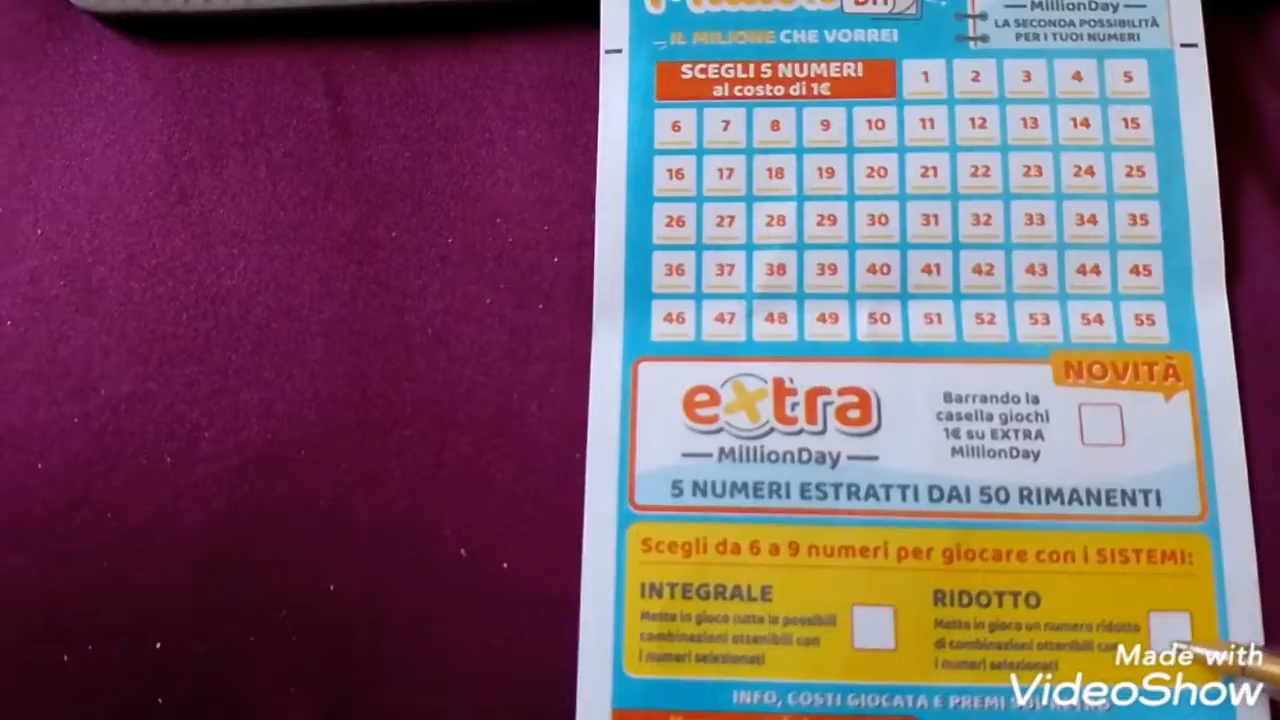 MillionDay
LA SECONDA POSSIBILITÀ
PER I TUOI NUMERI
IL MILIONE CHE VORREI
SCEGLI 5 NUMERI
al costo di 1€
1 2 3 4 5
6 7 8 9 10 11 12 13 14 15
16 17 18 19 20 21 22 23 24 25
26 27 28 29 30 31 32 33 34 35
36 37 38 39 40 41 42 43 44 45
46 47 48 49 50 51 52 53 54 55
NOVITÀ
extra
MillionDay
Barrando la
casella giochi
1€ su EXTRA
MillionDay
5 NUMERI ESTRATTI DAI 50 RIMANENTI
Scegli da 6 a 9 numeri per giocare con i SISTEMI:
INTEGRALE
Mette in gioco tutte le possibili
combinazioni ottenibili con
i numeri selezionati
RIDOTTO
Mette in gioco un numero ridotto
di combinazioni ottenibili con
i numeri selezionati
INFO, COSTI GIOCATA E PREMI SUL RETRO
Made with
VideoShow